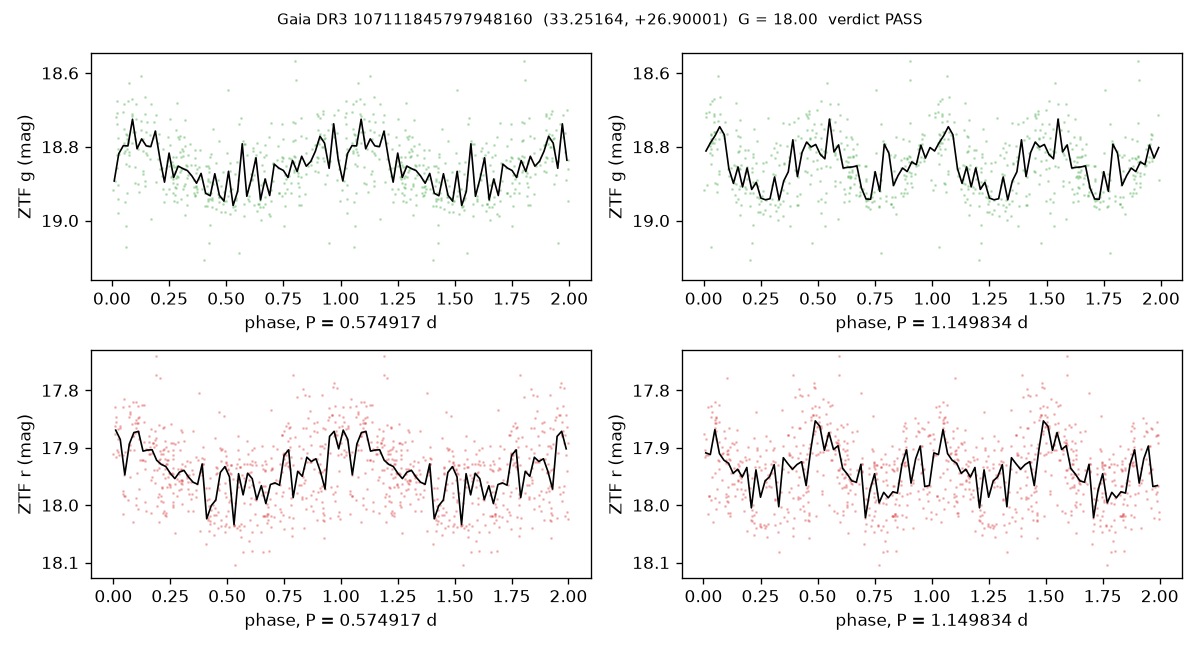 Gaia DR3 107111845797948160 (33.25164, +26.90001) G = 18.00 verdict PASS
ZTF g (mag)
18.6
18.8
19.0
0.00 0.25 0.50 0.75 1.00 1.25 1.50 1.75 2.00
phase, P = 0.574917 d
ZTF g (mag)
18.6
18.8
19.0
0.00 0.25 0.50 0.75 1.00 1.25 1.50 1.75 2.00
phase, P = 1.149834 d
ZTF r (mag)
17.8
17.9
18.0
18.1
0.00 0.25 0.50 0.75 1.00 1.25 1.50 1.75 2.00
phase, P = 0.574917 d
ZTF r (mag)
17.8
17.9
18.0
18.1
0.00 0.25 0.50 0.75 1.00 1.25 1.50 1.75 2.00
phase, P = 1.149834 d